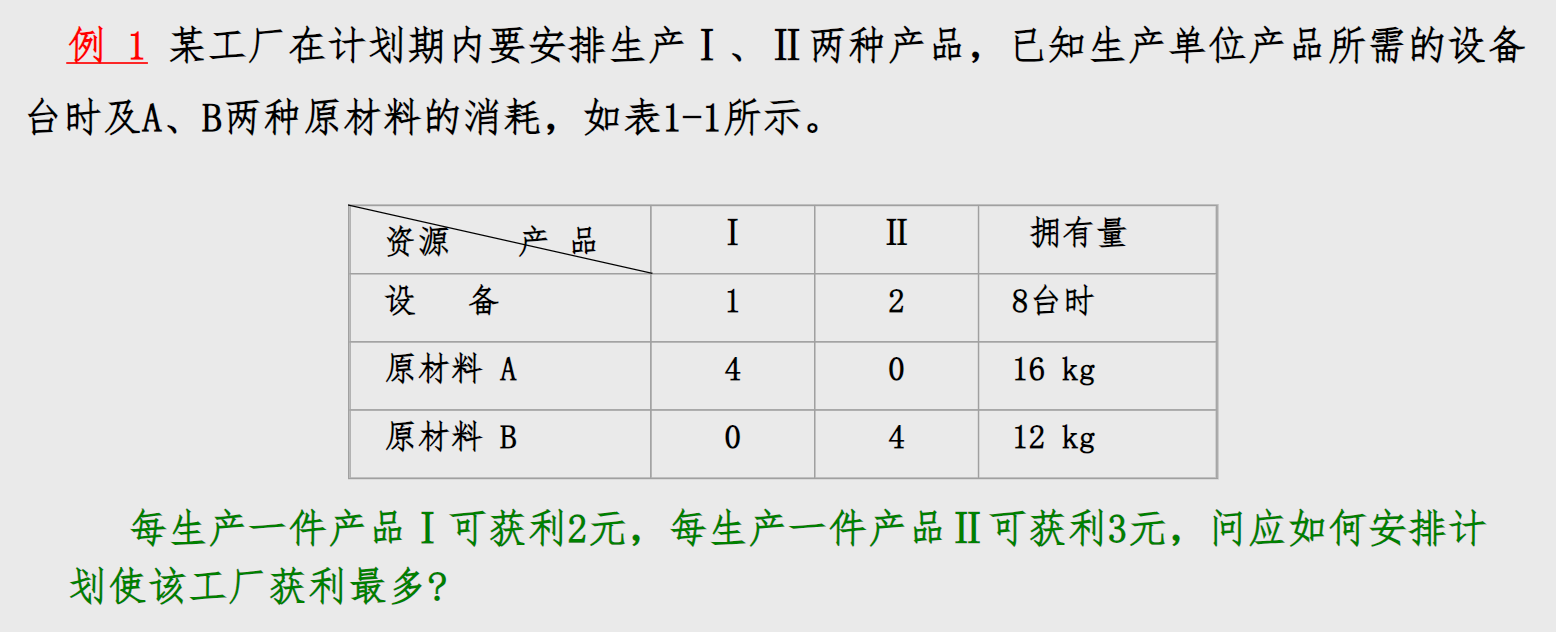 例 1 某工厂在计划期内要安排生产Ⅰ、Ⅱ两种产品，已知生产单位产品所需的设备
台时及A、B两种原材料的消耗，如表1-1所示。
资源 产 品 Ⅰ Ⅱ 拥有量
设 备 1 2 8台时
原材料 A 4 0 16 kg
原材料 B 0 4 12 kg
每生产一件产品Ⅰ可获利2元，每生产一件产品Ⅱ可获利3元，问应如何安排计
划使该工厂获利最多?